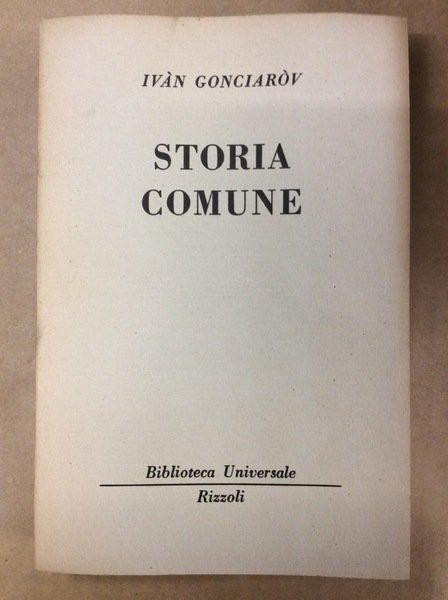 IVÀN GONCIARÒV
STORIA
COMUNE
Biblioteca Universale
Rizzoli